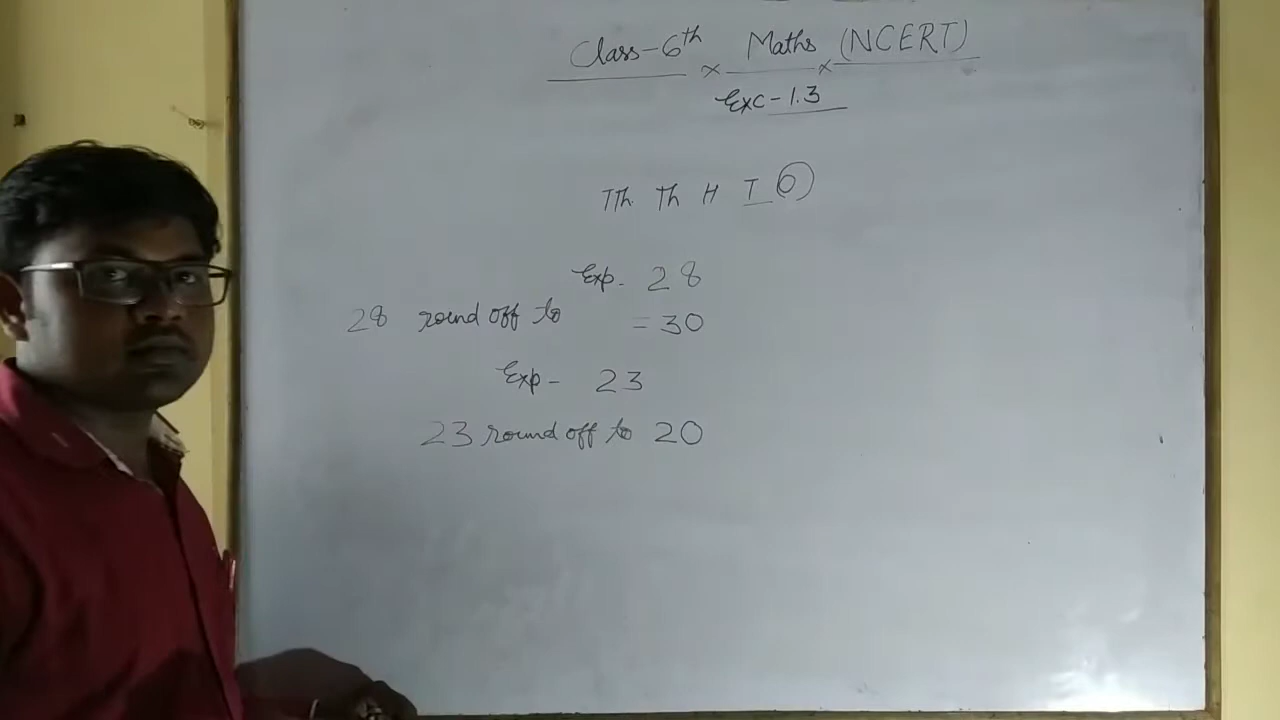 Class-6th Maths (NCERT)
Exc-1.3
TTh. Th H T O
Exp- 28
28 round off to = 30
Exp- 23
23 round off to 20